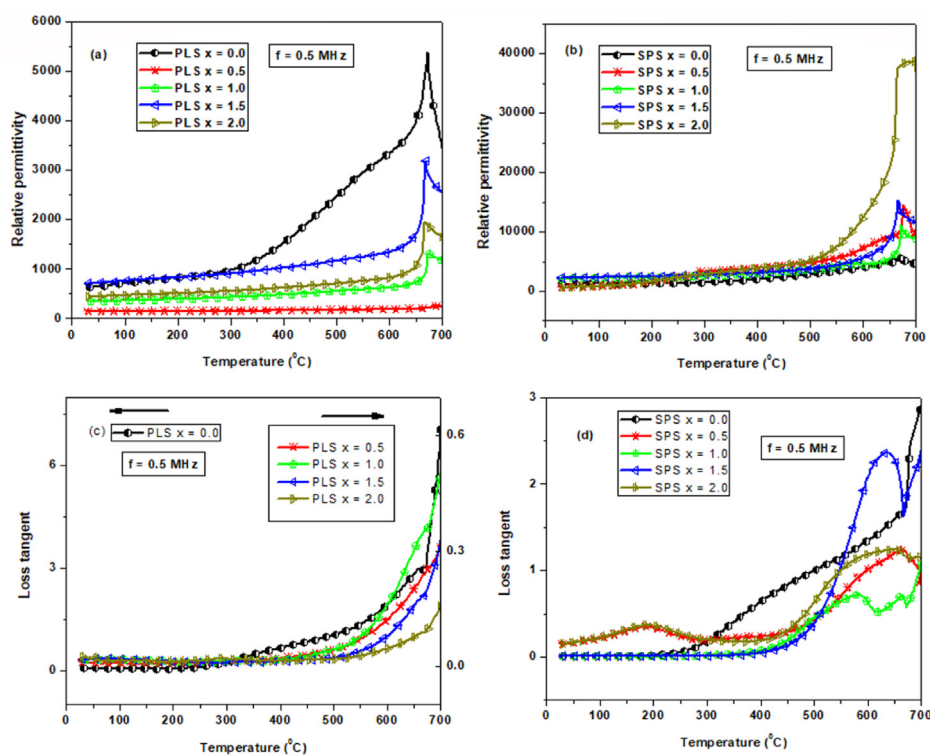 (a)
PLS x = 0.0
PLS x = 0.5
PLS x = 1.0
PLS x = 1.5
PLS x = 2.0
f = 0.5 MHz
6000
5000
4000
3000
2000
1000
0
Relative permittivity
0 100 200 300 400 500 600 700
Temperature (⁰C)
(b)
SPS x = 0.0
SPS x = 0.5
SPS x = 1.0
SPS x = 1.5
SPS x = 2.0
f = 0.5 MHz
40000
30000
20000
10000
0
Relative permittivity
0 100 200 300 400 500 600 700
Temperature (⁰C)
(c)
PLS x = 0.0
f = 0.5 MHz
PLS x = 0.5
PLS x = 1.0
PLS x = 1.5
PLS x = 2.0
6
3
0
0.6
0.3
0.0
Loss tangent
0 100 200 300 400 500 600 700
Temperature (⁰C)
(d)
SPS x = 0.0
SPS x = 0.5
SPS x = 1.0
SPS x = 1.5
SPS x = 2.0
f = 0.5 MHz
3
2
1
0
Loss tangent
0 100 200 300 400 500 600 700
Temperature (⁰C)